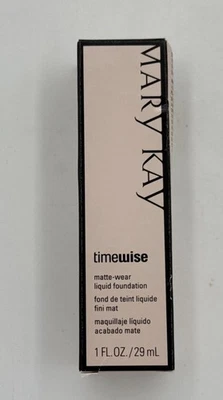 MARY KAY
timewise
matte-wear
liquid foundation
fond de teint liquide
fini mat
maquillaje líquido
acabado mate
1 FL.OZ./29 mL